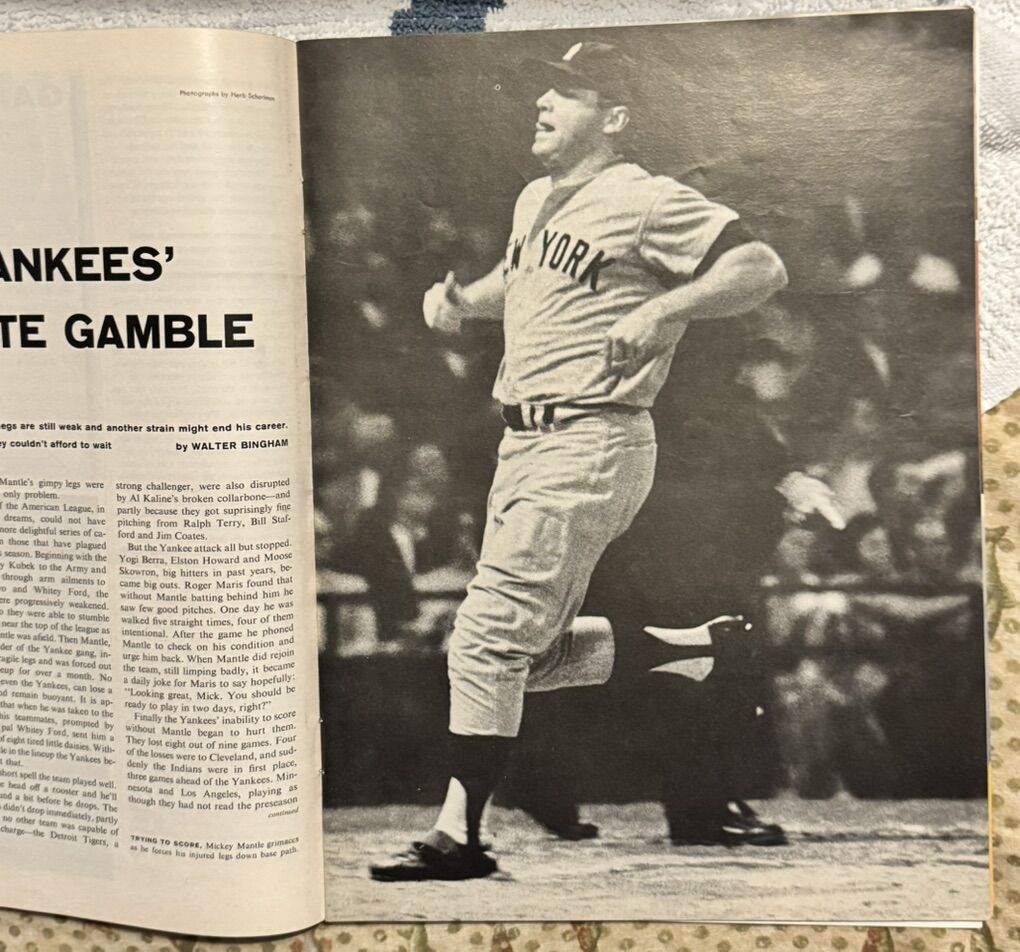 Photographs by Herb Scharfman
ANKEES'
TE GAMBLE
egs are still weak and another strain might end his career.
ey couldn't afford to wait
by WALTER BINGHAM
Mantle's gimpy legs were
only problem.
f the American League, in
dreams, could not have
more delightful series of ca-
n those that have plagued
season. Beginning with the
y Kubek to the Army and
through arm ailments to
o and Whitey Ford, the
ere progressively weakened.
o they were able to stumble
near the top of the league as
ntle was afield. Then Mantle,
der of the Yankee gang, in-
ragile legs and was forced out
eup for over a month. No
even the Yankees, can lose a
d remain buoyant. It is ap-
that when he was taken to the
his teammates, prompted by
pal Whitey Ford, sent him a
f eight tired little daisies. With-
le in the lineup the Yankees be-
t that.
hort spell the team played well.
e head off a rooster and he'll
und a bit before he drops. The
didn't drop immediately, partly
no other team was capable of
charge—the Detroit Tigers, a
strong challenger, were also disrupted
by Al Kaline's broken collarbone—and
partly because they got suprisingly fine
pitching from Ralph Terry, Bill Staf-
ford and Jim Coates.
But the Yankee attack all but stopped.
Yogi Berra, Elston Howard and Moose
Skowron, big hitters in past years, be-
came big outs. Roger Maris found that
without Mantle batting behind him he
saw few good pitches. One day he was
walked five straight times, four of them
intentional. After the game he phoned
Mantle to check on his condition and
urge him back. When Mantle did rejoin
the team, still limping badly, it became
a daily joke for Maris to say hopefully:
"Looking great, Mick. You should be
ready to play in two days, right?"
Finally the Yankees' inability to score
without Mantle began to hurt them.
They lost eight out of nine games. Four
of the losses were to Cleveland, and sud-
denly the Indians were in first place,
three games ahead of the Yankees. Min-
nesota and Los Angeles, playing as
though they had not read the preseason
continued
TRYING TO SCORE, Mickey Mantle grimaces
as he forces his injured legs down base path.
NEW YORK